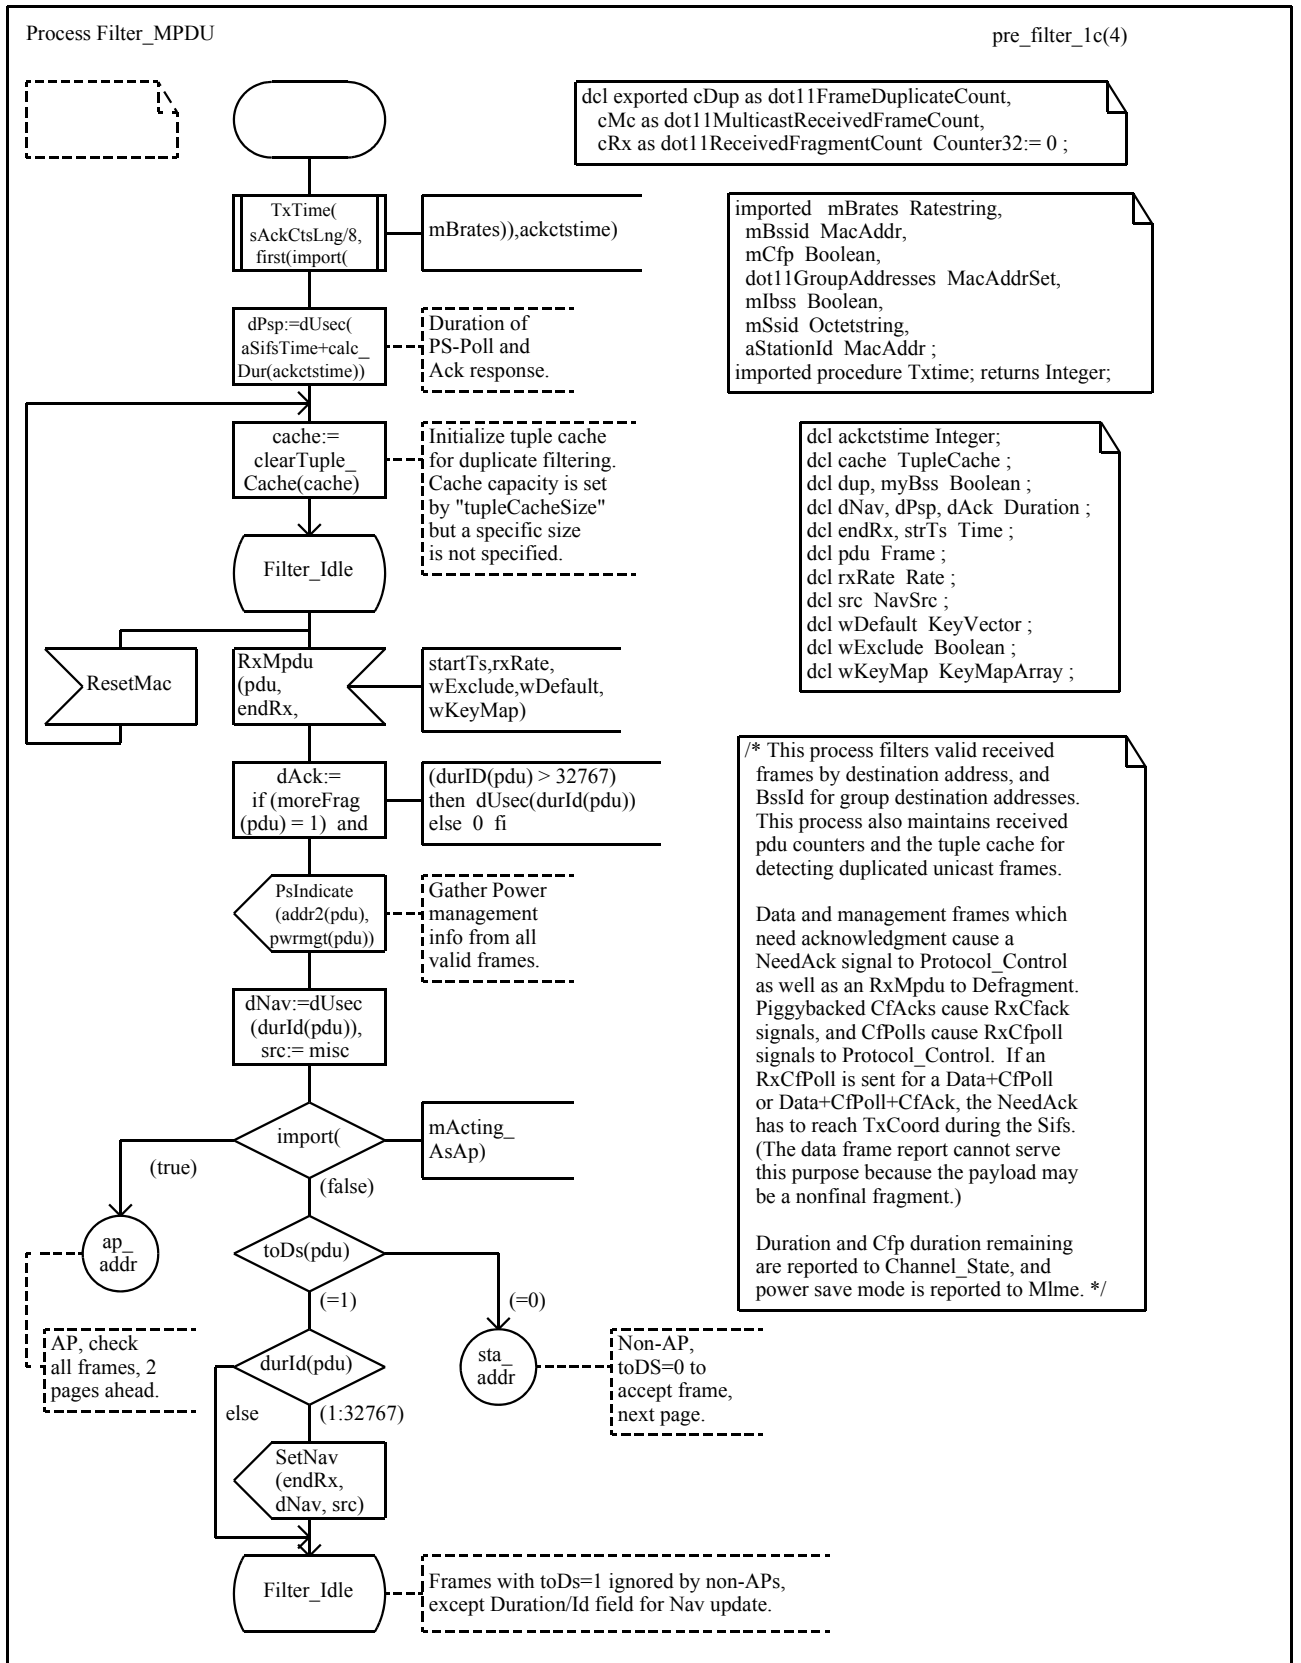 Process Filter_MPDU
pre_filter_1c(4)
dcl exported cDup as dot11FrameDuplicateCount,
cMc as dot11MulticastReceivedFrameCount,
cRx as dot11ReceivedFragmentCount Counter32:= 0 ;
TxTime(
sAckCtsLng/8,
first(import(
mBrates)),ackctstime)
imported mBrates Ratestring,
mBssid MacAddr,
mCfp Boolean,
dot11GroupAddresses MacAddrSet,
mIbss Boolean,
mSsid Octetstring,
aStationId MacAddr ;
imported procedure Txtime; returns Integer;
dPsp:=dUsec(
aSifsTime+calc_
Dur(ackctstime))
Duration of
PS-Poll and
Ack response.
cache:=
clearTuple_
Cache(cache)
Initialize tuple cache
for duplicate filtering.
Cache capacity is set
by "tupleCacheSize"
but a specific size
is not specified.
dcl ackctstime Integer;
dcl cache TupleCache ;
dcl dup, myBss Boolean ;
dcl dNav, dPsp, dAck Duration ;
dcl endRx, strTs Time ;
dcl pdu Frame ;
dcl rxRate Rate ;
dcl src NavSrc ;
dcl wDefault KeyVector ;
dcl wExclude Boolean ;
dcl wKeyMap KeyMapArray ;
Filter_Idle
ResetMac
RxMpdu
(pdu,
endRx,
startTs,rxRate,
wExclude,wDefault,
wKeyMap)
dAck:=
if (moreFrag
(pdu) = 1) and
(durID(pdu) > 32767)
then dUsec(durId(pdu))
else 0 fi
/* This process filters valid received
frames by destination address, and
BssId for group destination addresses.
This process also maintains received
pdu counters and the tuple cache for
detecting duplicated unicast frames.
Data and management frames which
need acknowledgment cause a
NeedAck signal to Protocol_Control
as well as an RxMpdu to Defragment.
Piggybacked CfAcks cause RxCfack
signals, and CfPolls cause RxCfpoll
signals to Protocol_Control. If an
RxCfPoll is sent for a Data+CfPoll
or Data+CfPoll+CfAck, the NeedAck
has to reach TxCoord during the Sifs.
(The data frame report cannot serve
this purpose because the payload may
be a nonfinal fragment.)
Duration and Cfp duration remaining
are reported to Channel_State, and
power save mode is reported to Mlme. */
PsIndicate
(addr2(pdu),
pwrmgt(pdu))
Gather Power
management
info from all
valid frames.
dNav:=dUsec
(durId(pdu)),
src:= misc
import(
mActing_
AsAp)
(true)
(false)
ap_
addr
toDs(pdu)
(=1)
(=0)
AP, check
all frames, 2
pages ahead.
durId(pdu)
sta_
addr
Non-AP,
toDS=0 to
accept frame,
next page.
else
(1:32767)
SetNav
(endRx,
dNav, src)
Filter_Idle
Frames with toDs=1 ignored by non-APs,
except Duration/Id field for Nav update.